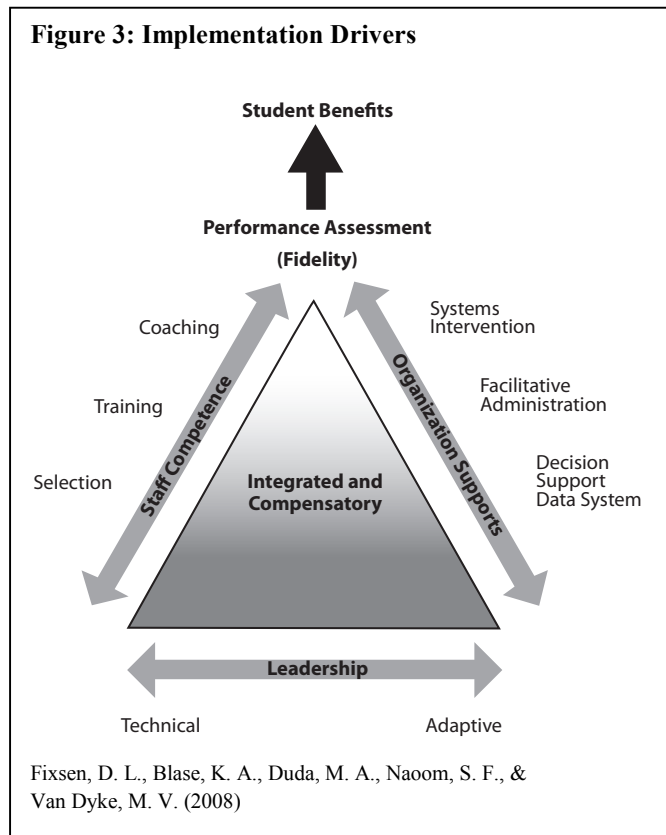 Figure 3: Implementation Drivers
Student Benefits
Performance Assessment
(Fidelity)
Coaching
Training
Selection
Staff Competence
Integrated and
Compensatory
Organization Supports
Systems
Intervention
Facilitative
Administration
Decision
Support
Data System
Leadership
Technical
Adaptive
Fixsen, D. L., Blase, K. A., Duda, M. A., Naoom, S. F., &
Van Dyke, M. V. (2008)